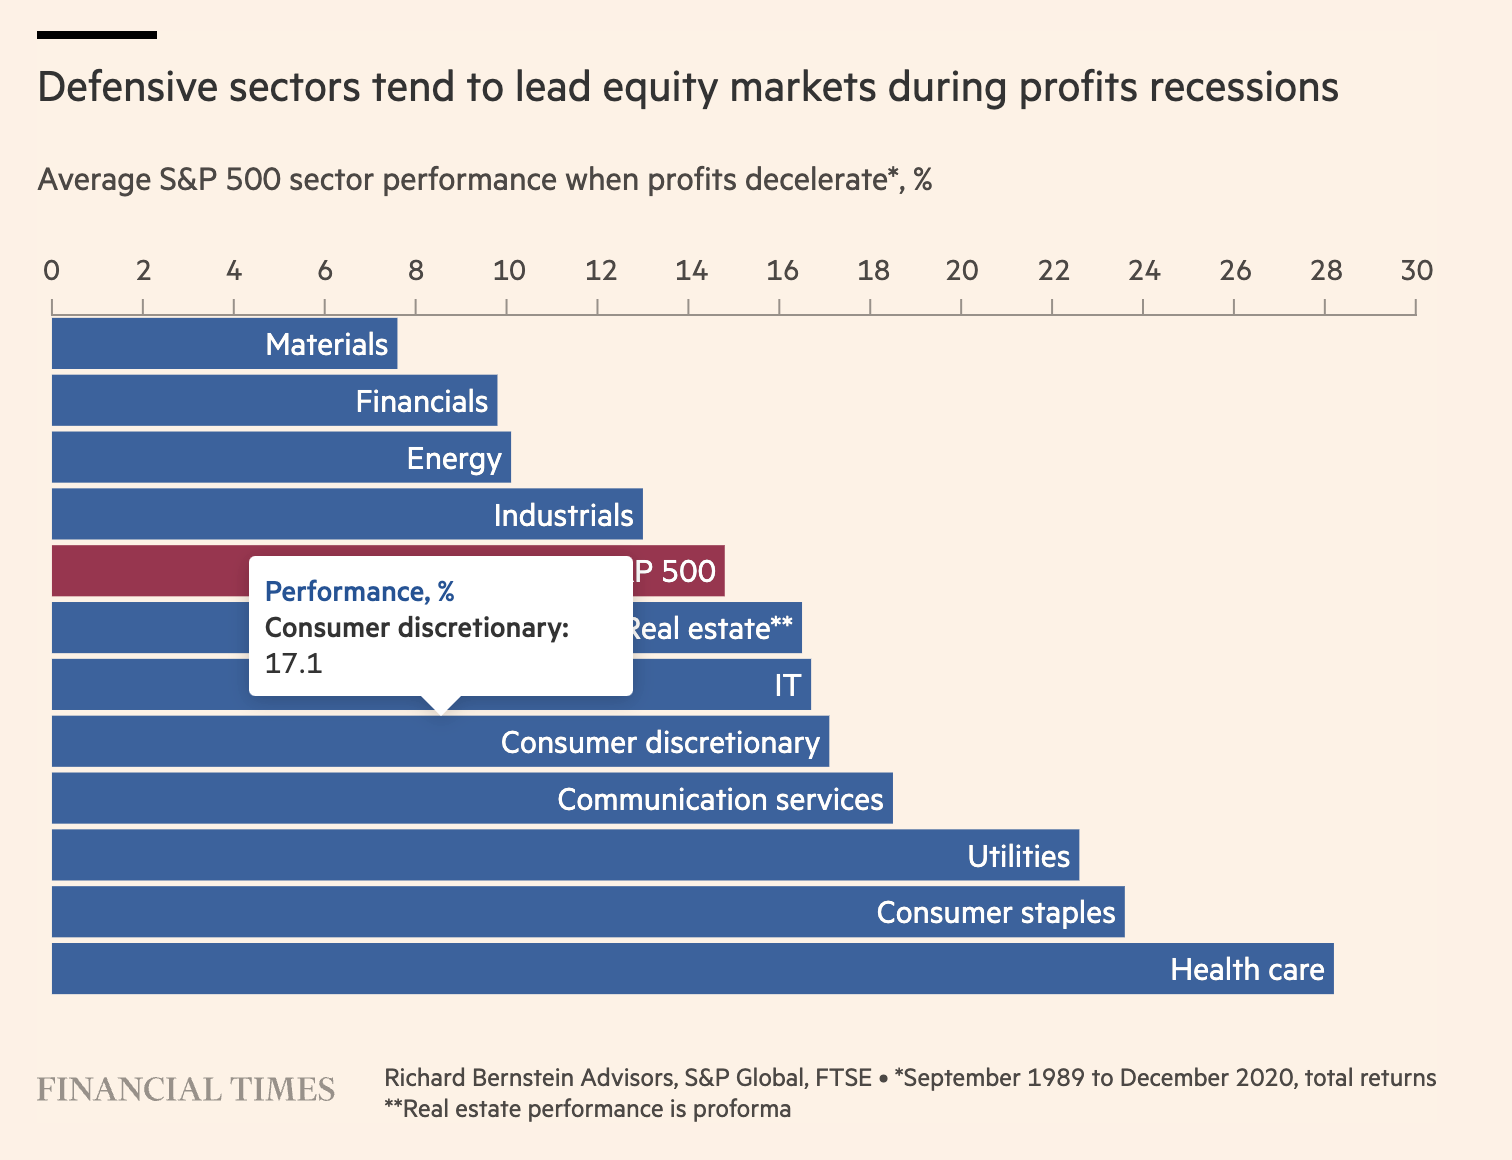 Defensive sectors tend to lead equity markets during profits recessions
Average S&P 500 sector performance when profits decelerate*, %
0 2 4 6 8 10 12 14 16 18 20 22 24 26 28 30
Materials
Financials
Energy
Industrials
P 500
Performance, %
Consumer discretionary:
17.1
Real estate**
IT
Consumer discretionary
Communication services
Utilities
Consumer staples
Health care
FINANCIAL TIMES
Richard Bernstein Advisors, S&P Global, FTSE • *September 1989 to December 2020, total returns
**Real estate performance is proforma